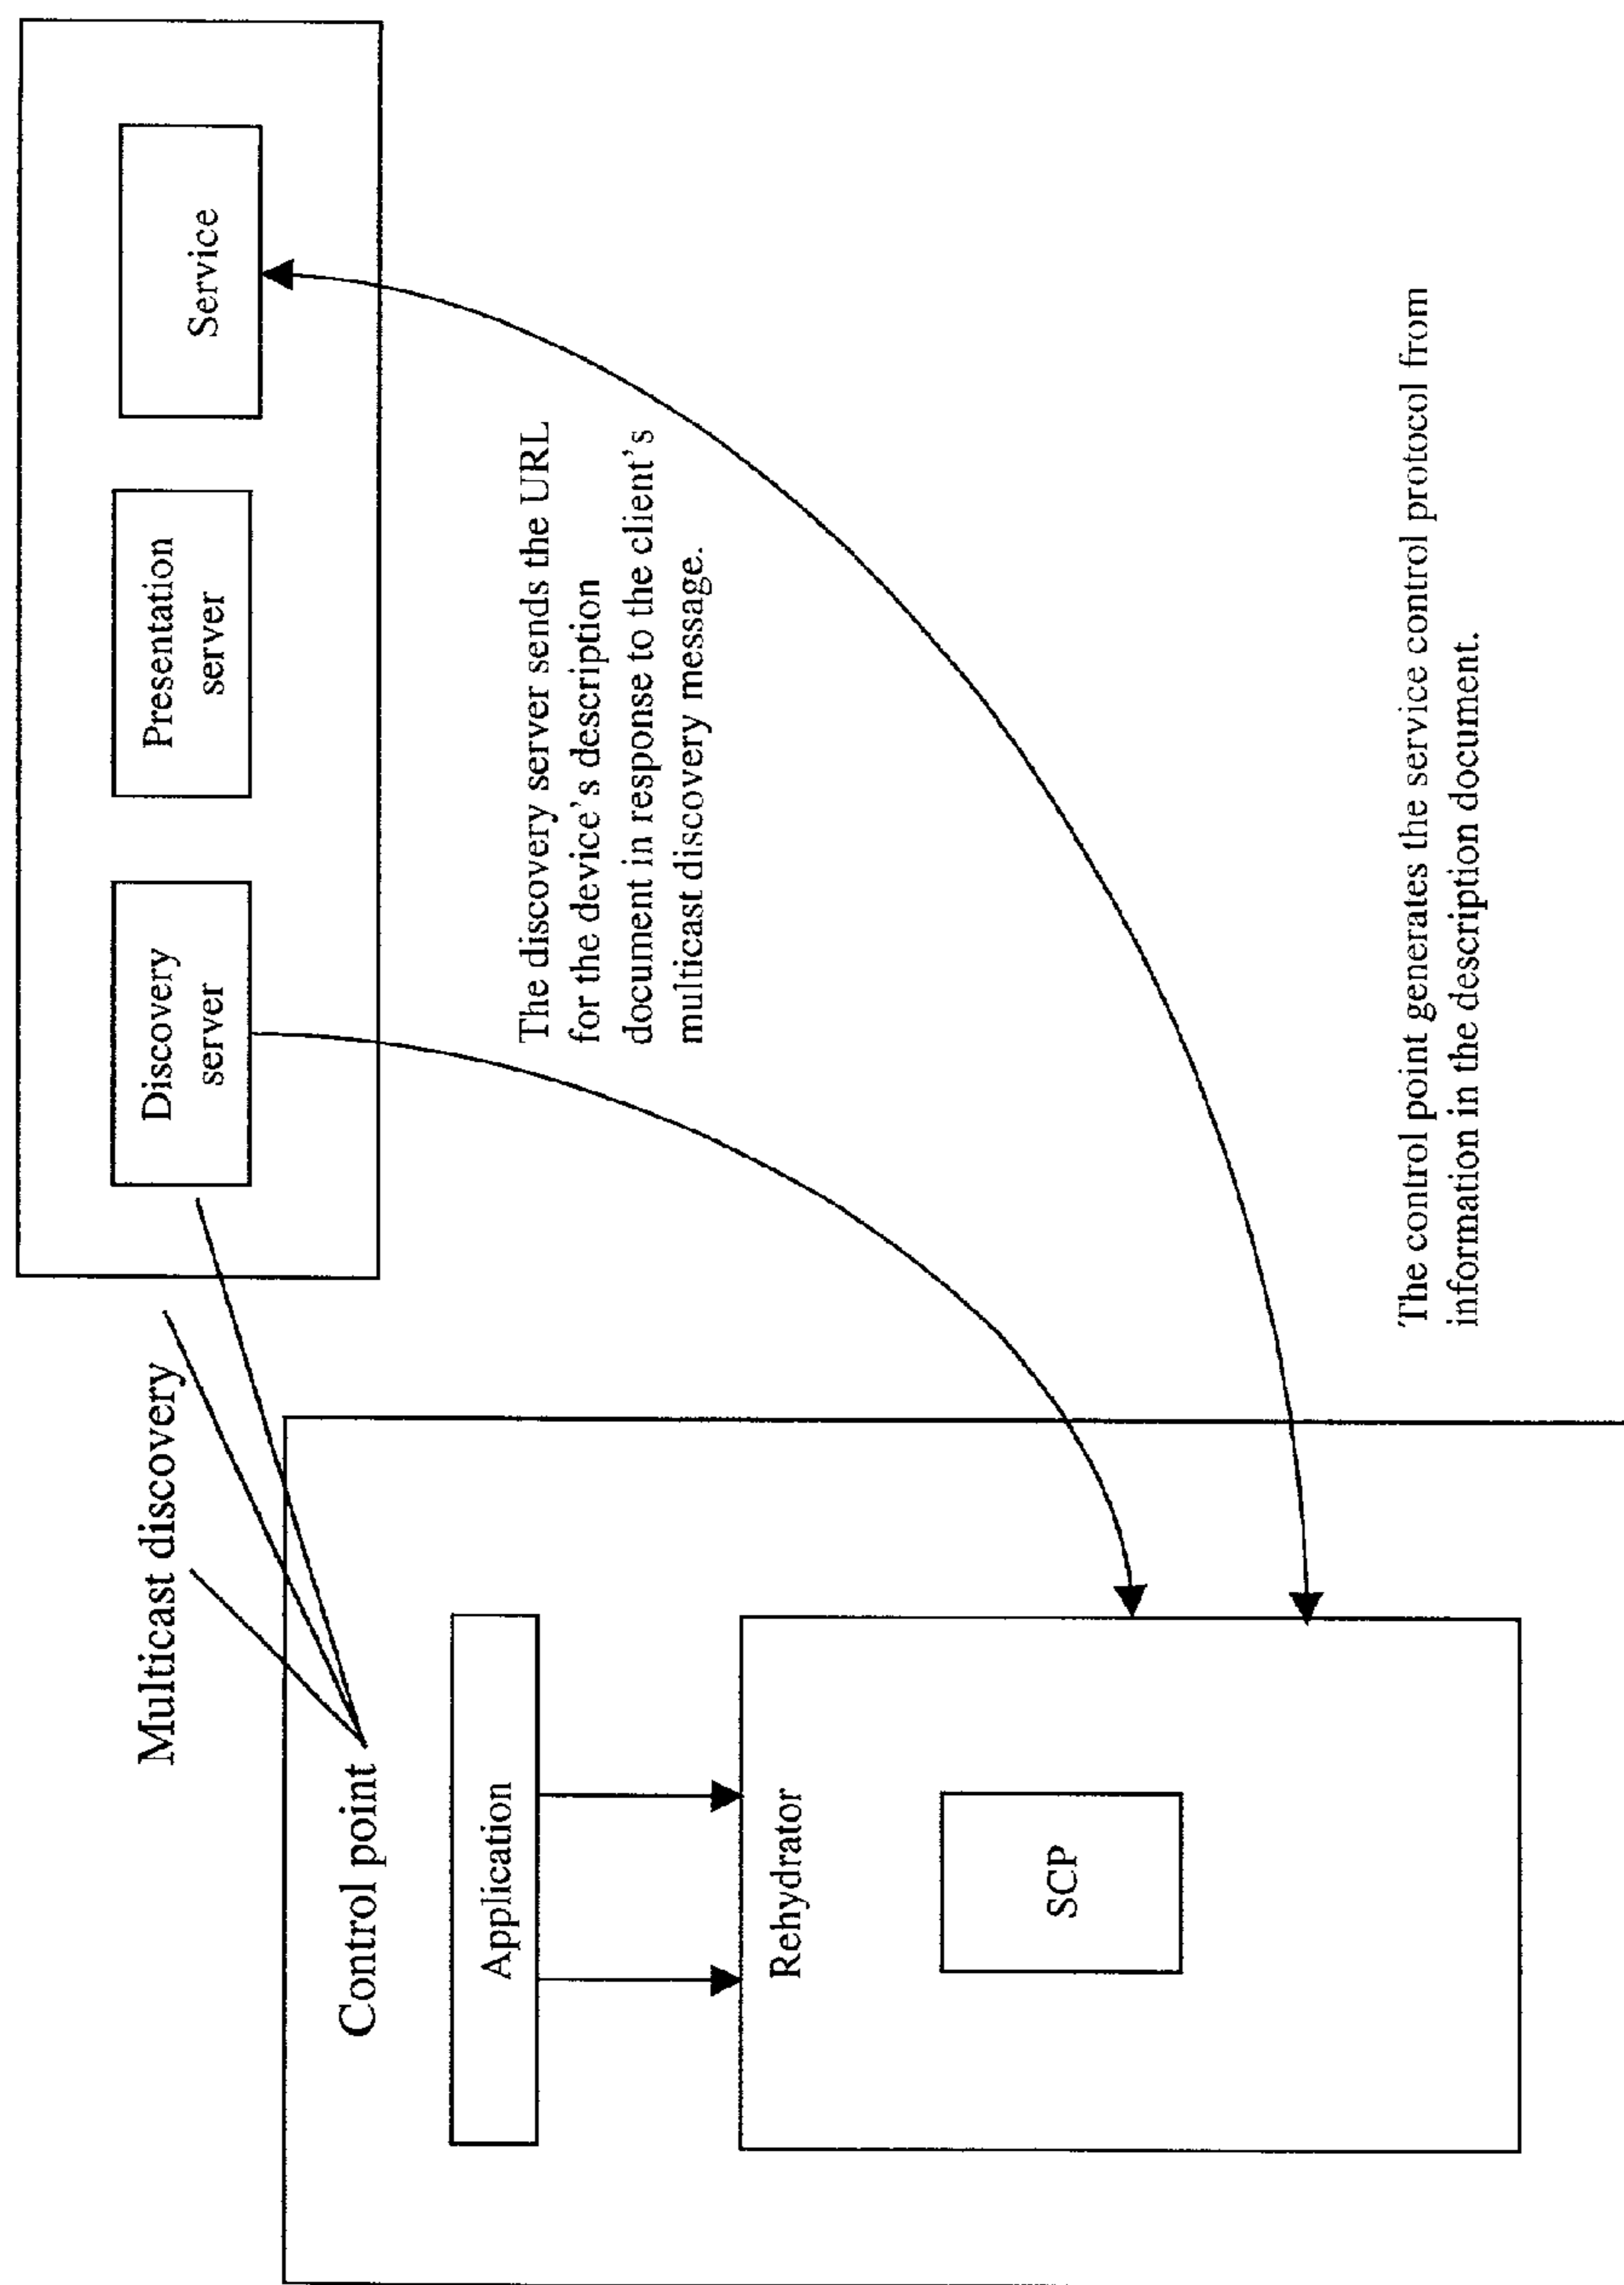 Multicast discovery
Control point
Application
Rehydrator
SCP
Discovery
server
Presentation
server
Service
The discovery server sends the URL
for the device's description
document in response to the client's
multicast discovery message.
The control point generates the service control protocol from
information in the description document.